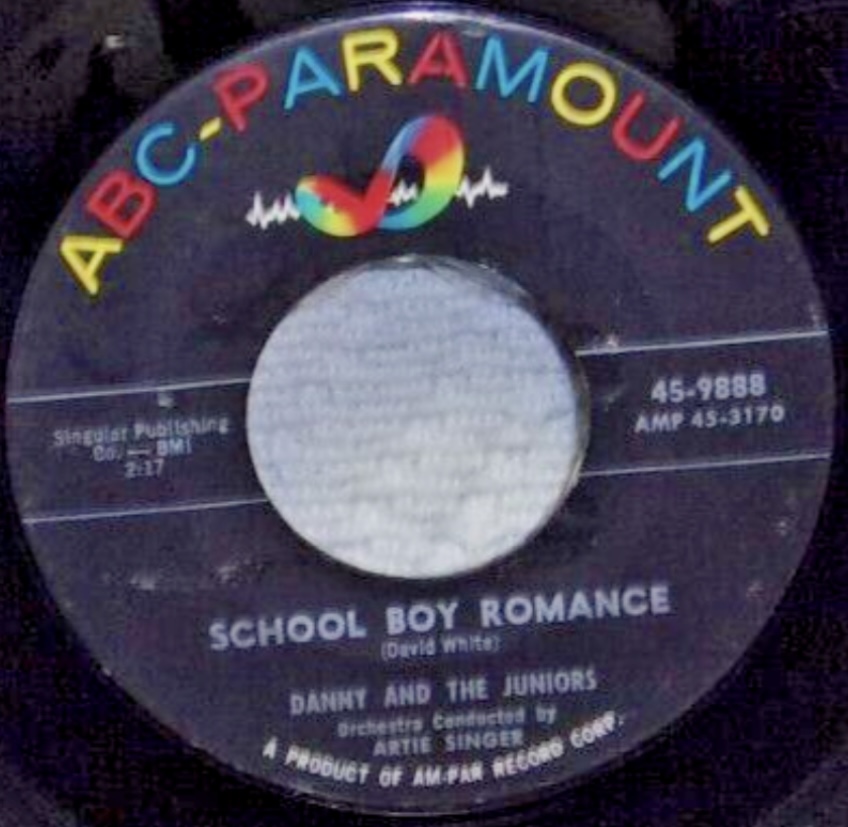 ABC-PARAMOUNT
45-9888
AMP 45-3170
Singular Publishing
Co. — BMI
2:17
SCHOOL BOY ROMANCE
(David White)
DANNY AND THE JUNIORS
Orchestra Conducted by
ARTIE SINGER
A PRODUCT OF AM-PAR RECORD CORP.